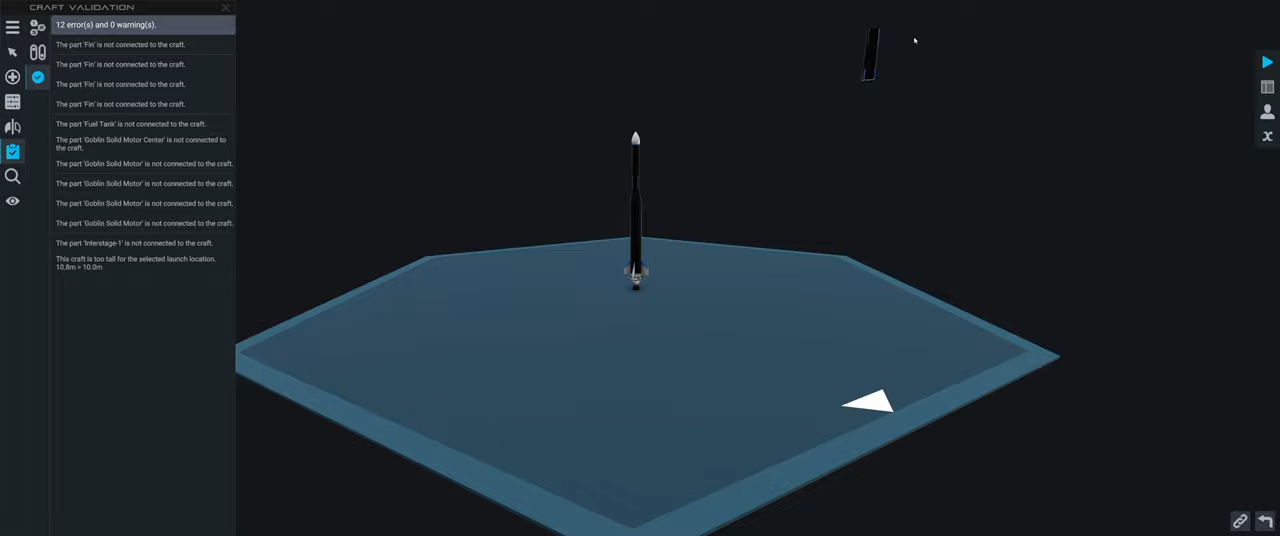 CRAFT VALIDATION
12 error(s) and 0 warning(s).
The part 'Fin' is not connected to the craft.
The part 'Fin' is not connected to the craft.
The part 'Fin' is not connected to the craft.
The part 'Fin' is not connected to the craft.
The part 'Fuel Tank' is not connected to the craft.
The part 'Goblin Solid Motor Center' is not connected to
the craft.
The part 'Goblin Solid Motor' is not connected to the craft.
The part 'Goblin Solid Motor' is not connected to the craft.
The part 'Goblin Solid Motor' is not connected to the craft.
The part 'Goblin Solid Motor' is not connected to the craft.
The part 'Interstage-1' is not connected to the craft.
This craft is too tall for the selected launch location.
10.8m > 10.0m